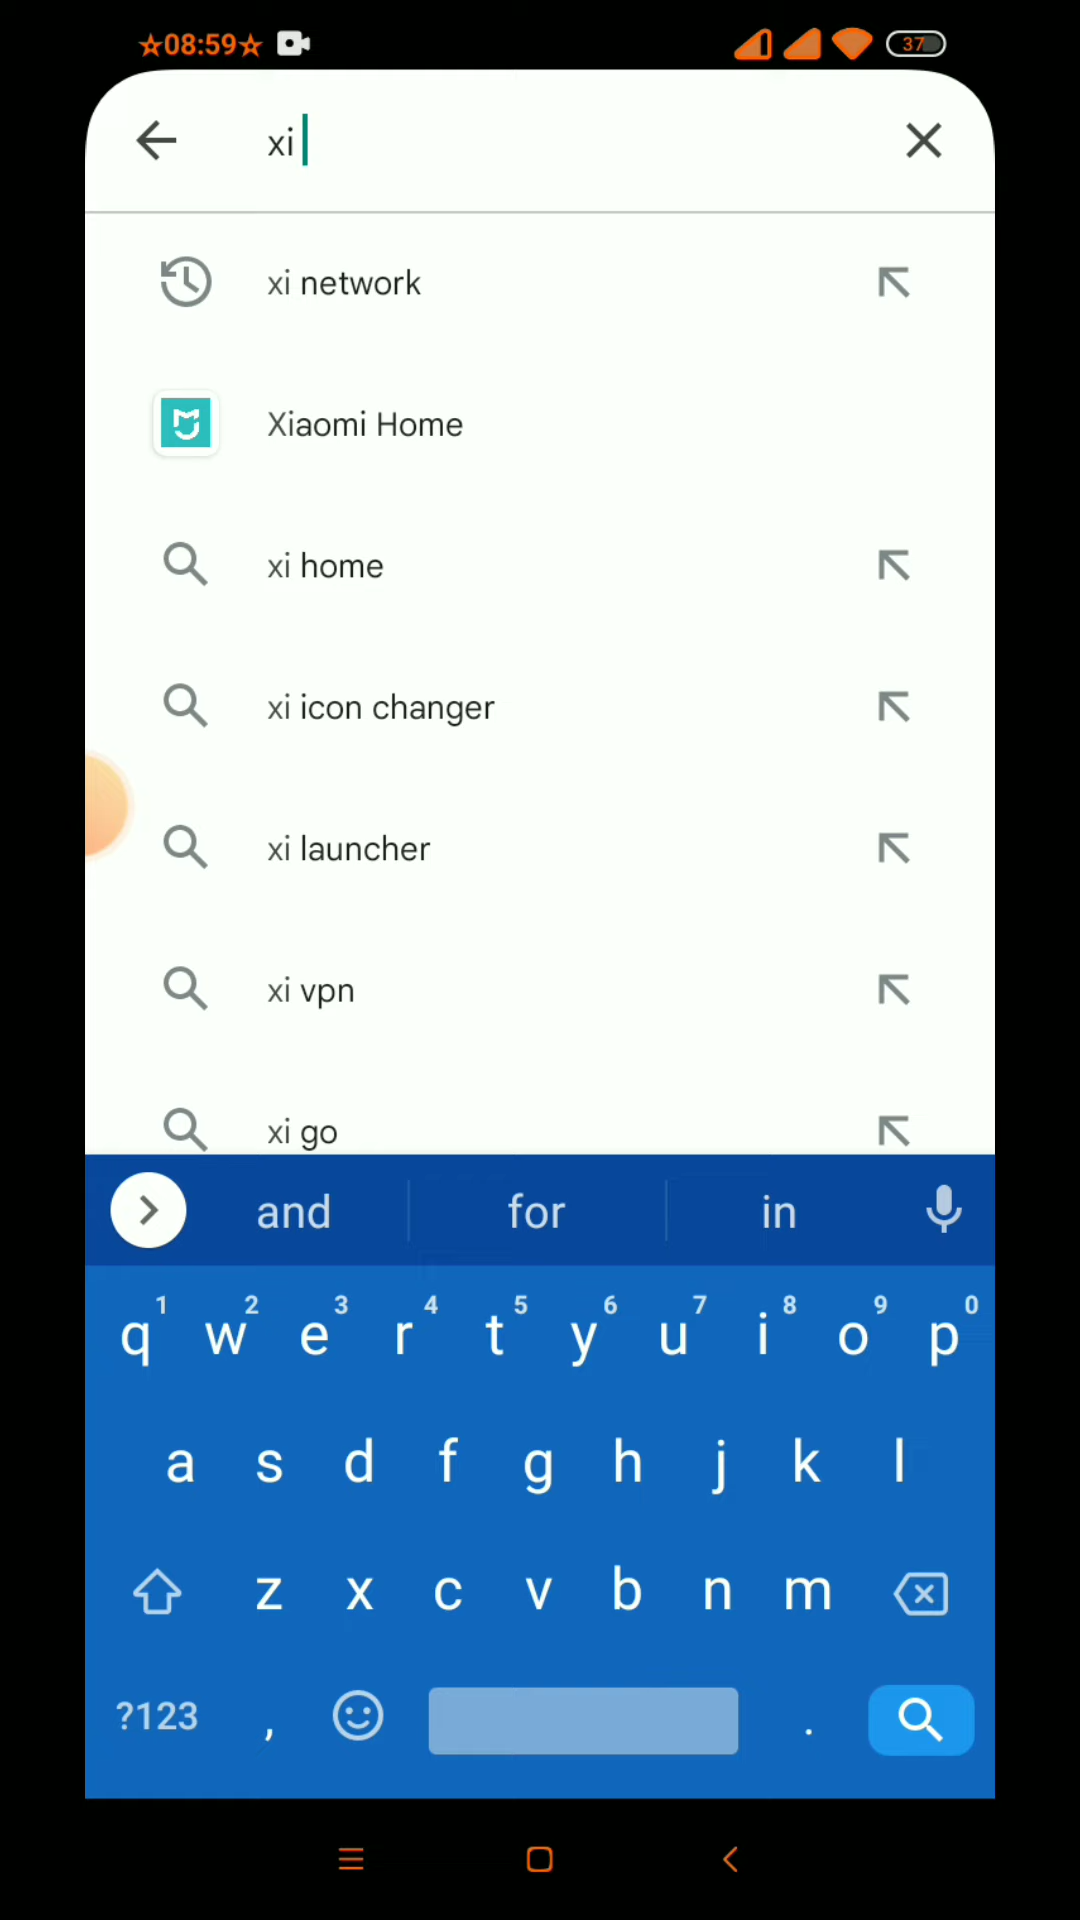 ☆08:59☆ 37
xi
xi network
Xiaomi Home
xi home
xi icon changer
xi launcher
xi vpn
xi go
and for in
1 2 3 4 5 6 7 8 9 0
q w e r t y u i o p
a s d f g h j k l
z x c v b n m
?123 , .